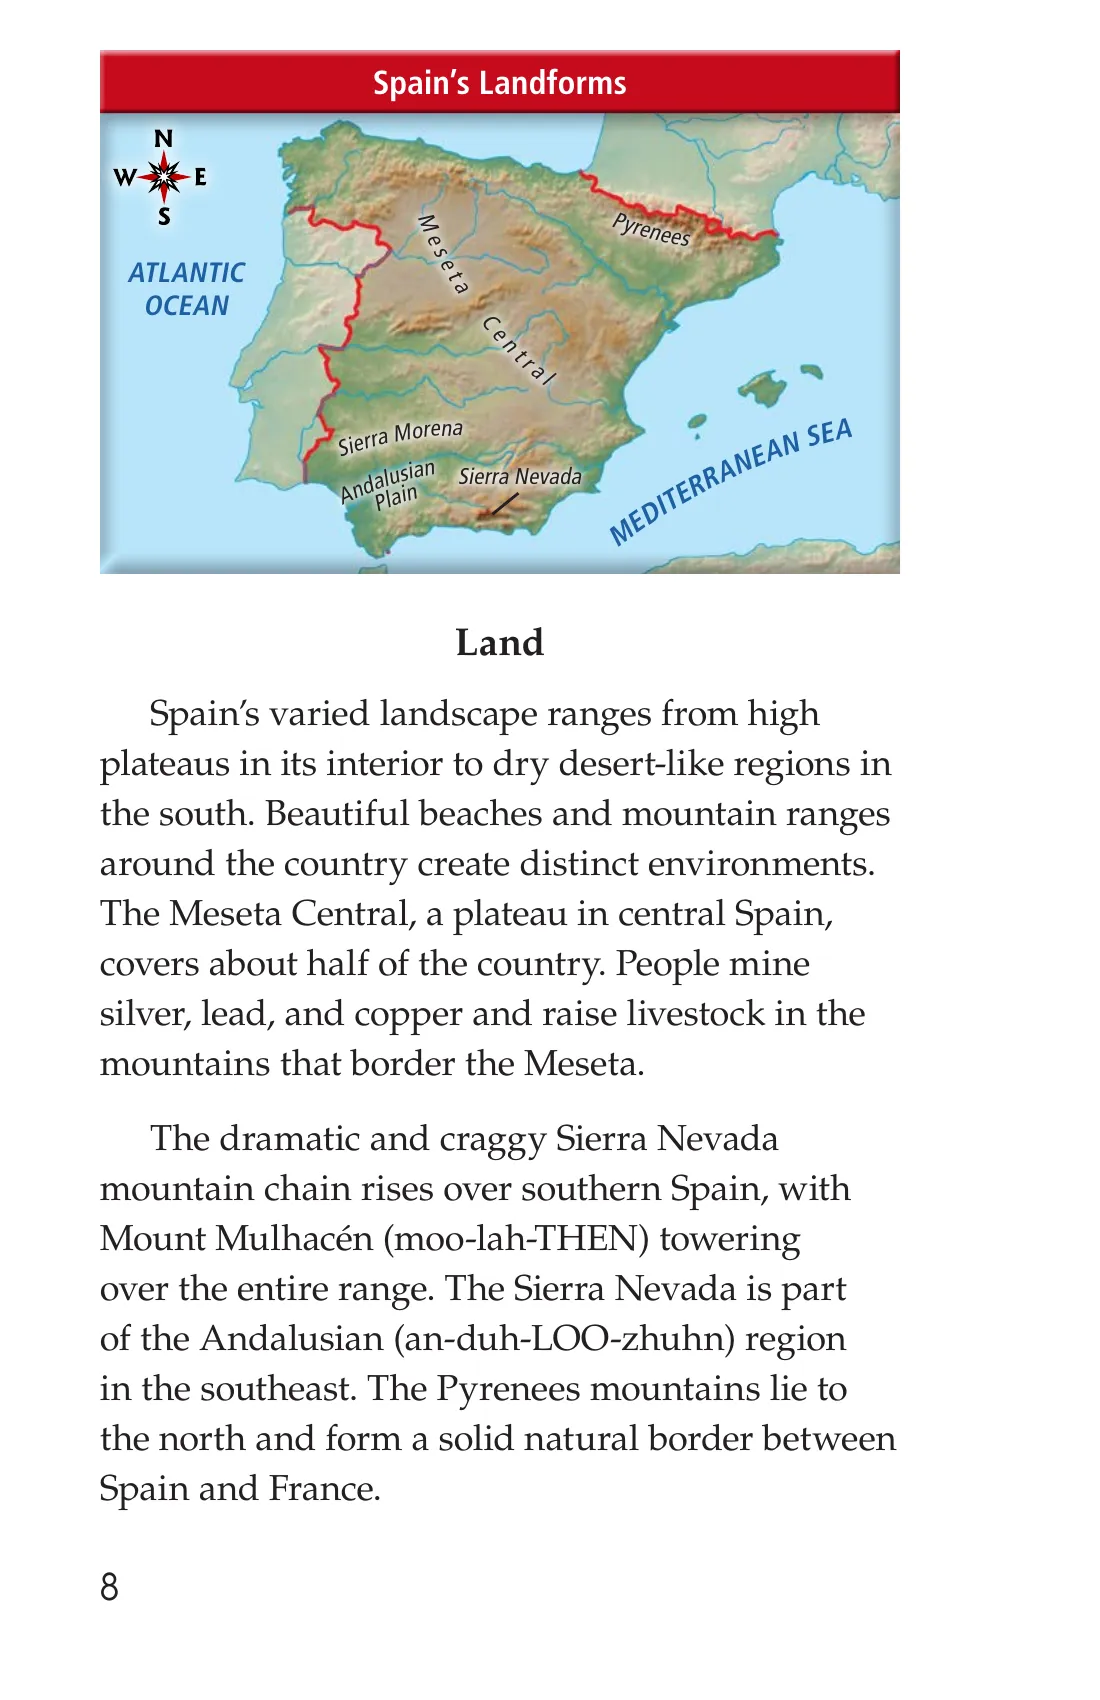 Spain’s Landforms
N
W E
S
ATLANTIC
OCEAN
Pyrenees
Meseta
Central
Sierra Morena
Andalusian
Plain
Sierra Nevada
MEDITERRANEAN SEA
Land
Spain’s varied landscape ranges from high
plateaus in its interior to dry desert-like regions in
the south. Beautiful beaches and mountain ranges
around the country create distinct environments.
The Meseta Central, a plateau in central Spain,
covers about half of the country. People mine
silver, lead, and copper and raise livestock in the
mountains that border the Meseta.
The dramatic and craggy Sierra Nevada
mountain chain rises over southern Spain, with
Mount Mulhacén (moo-lah-THEN) towering
over the entire range. The Sierra Nevada is part
of the Andalusian (an-duh-LOO-zhuhn) region
in the southeast. The Pyrenees mountains lie to
the north and form a solid natural border between
Spain and France.
8